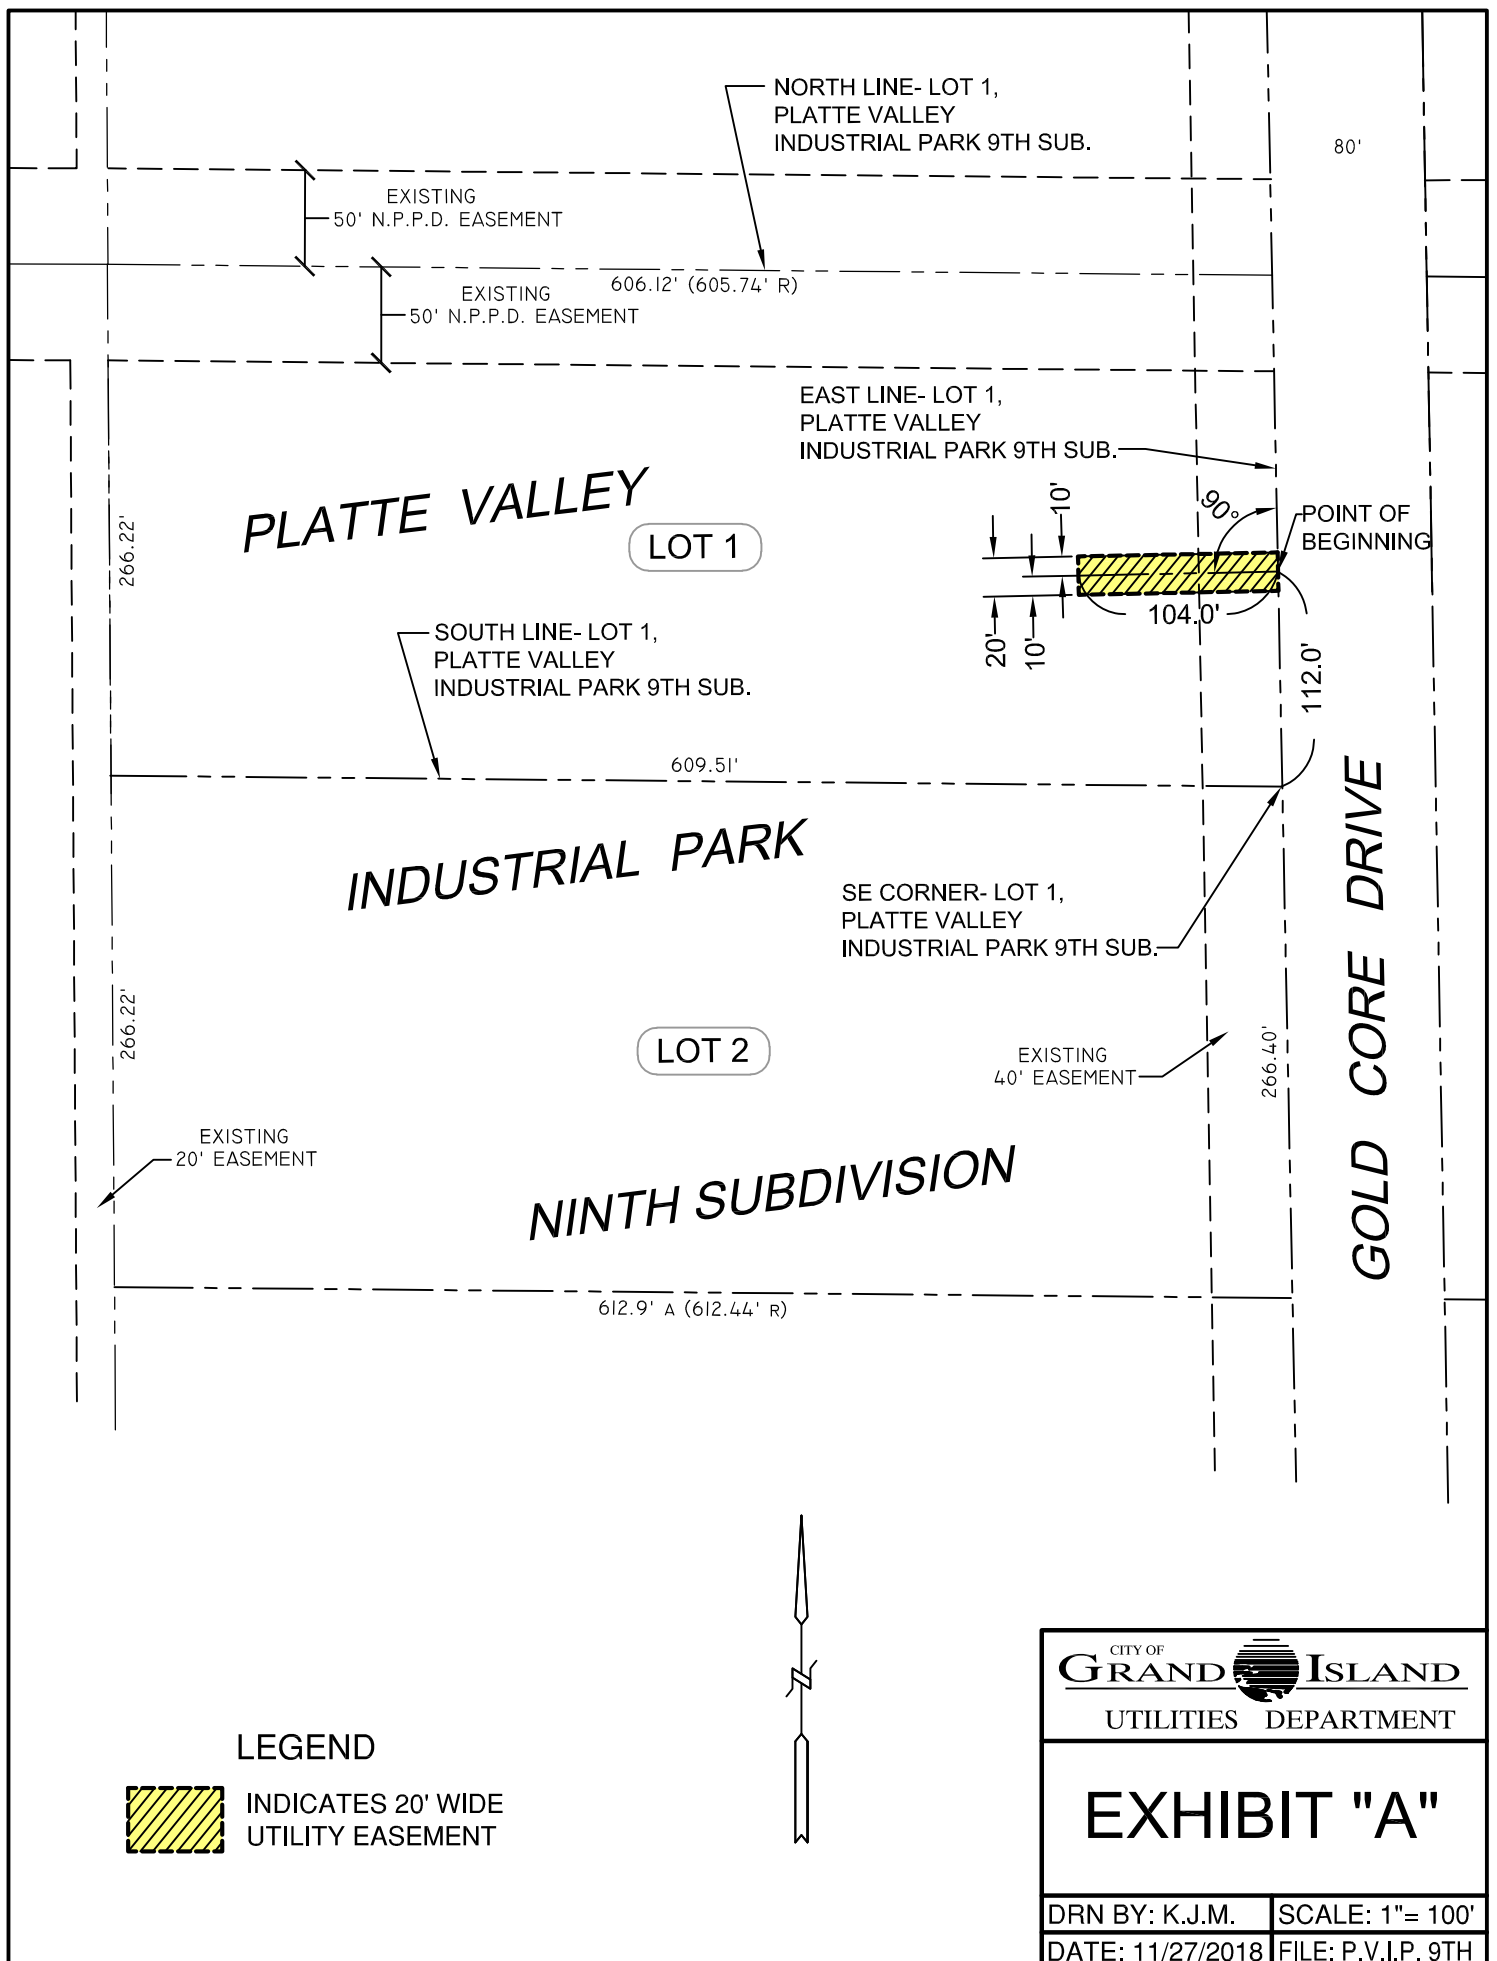 NORTH LINE- LOT 1,
PLATTE VALLEY
INDUSTRIAL PARK 9TH SUB.
80'
EXISTING
50' N.P.P.D. EASEMENT
606.12' (605.74' R)
EXISTING
50' N.P.P.D. EASEMENT
EAST LINE- LOT 1,
PLATTE VALLEY
INDUSTRIAL PARK 9TH SUB.
PLATTE VALLEY
LOT 1
266.22'
10'
90°
POINT OF
BEGINNING
104.0'
20'
10'
112.0'
SOUTH LINE- LOT 1,
PLATTE VALLEY
INDUSTRIAL PARK 9TH SUB.
609.51'
INDUSTRIAL PARK
SE CORNER- LOT 1,
PLATTE VALLEY
INDUSTRIAL PARK 9TH SUB.
GOLD CORE DRIVE
266.22'
LOT 2
EXISTING
40' EASEMENT
266.40'
EXISTING
20' EASEMENT
NINTH SUBDIVISION
612.9' A (612.44' R)
LEGEND
INDICATES 20' WIDE
UTILITY EASEMENT
CITY OF
GRAND ISLAND
UTILITIES DEPARTMENT
EXHIBIT "A"
DRN BY: K.J.M.
SCALE: 1"= 100'
DATE: 11/27/2018
FILE: P.V.I.P. 9TH